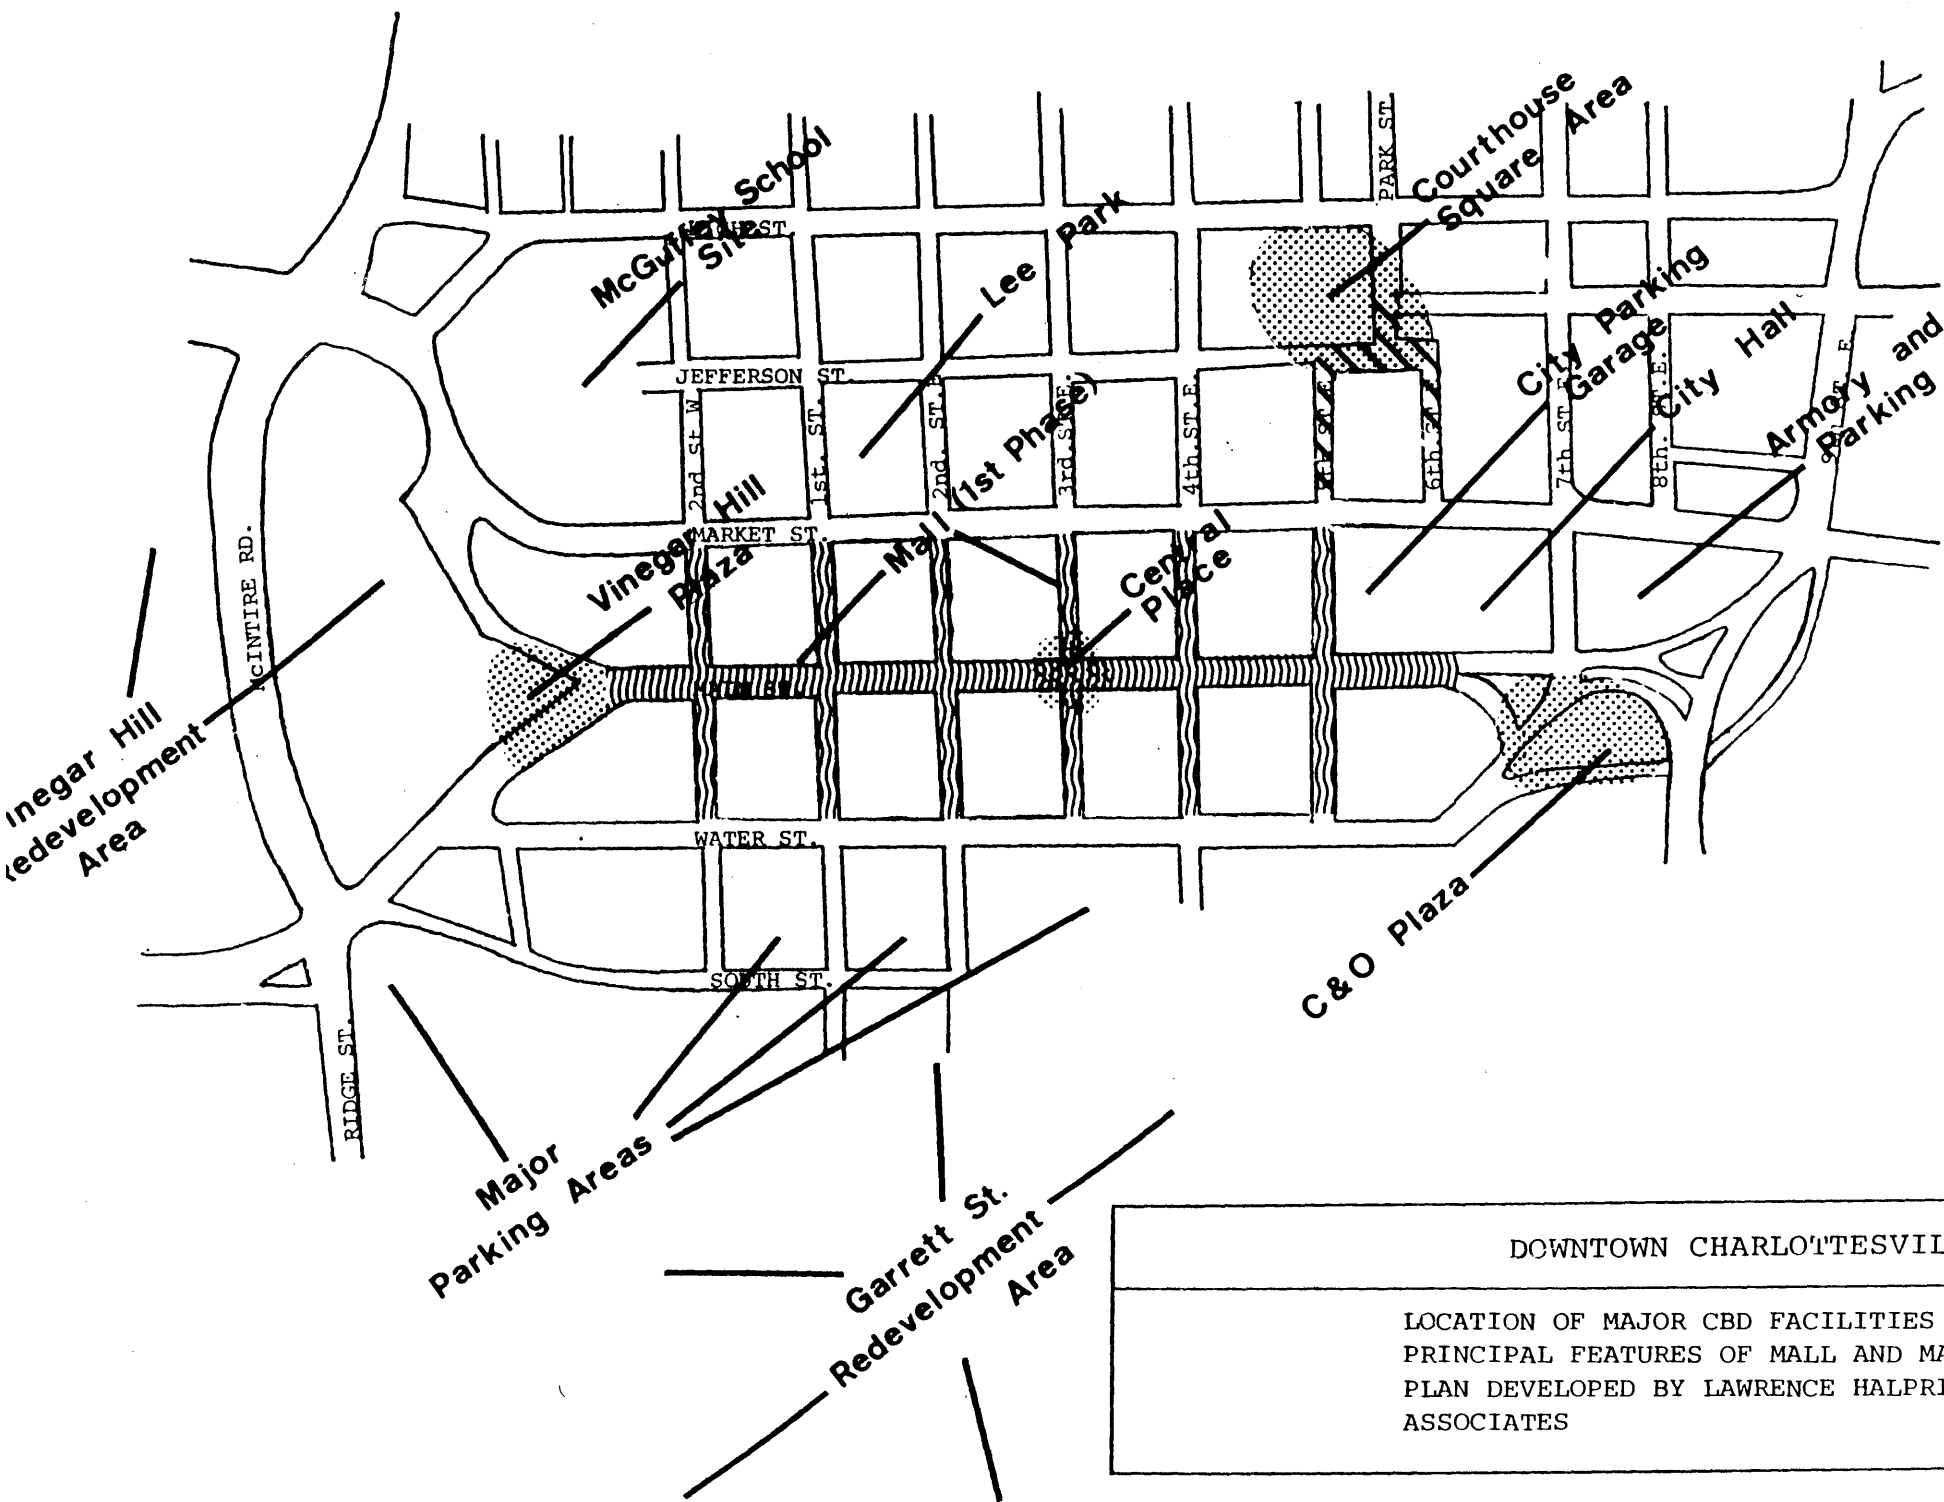 Courthouse
Square Area
PARK ST.
McGuffey School
Site
HIGH ST.
Lee Park
City Parking
Garage
City Hall
Armory and
Parking
JEFFERSON ST.
2nd St W.
1st. ST.
2nd. ST.E
3rd.ST.E.
4th.ST.E.
6th.
7th ST.
8th. ST.E.
Mall (1st Phase)
MARKET ST.
Vinegar Hill
Plaza
Central
Place
McINTIRE RD.
inegar Hill
edevelopment
Area
WATER ST.
C&O Plaza
SOUTH ST.
RIDGE ST.
Major
Parking Areas
Garrett St.
Redevelopment
Area
DOWNTOWN CHARLOTTESVIL
LOCATION OF MAJOR CBD FACILITIES
PRINCIPAL FEATURES OF MALL AND MA
PLAN DEVELOPED BY LAWRENCE HALPRI
ASSOCIATES